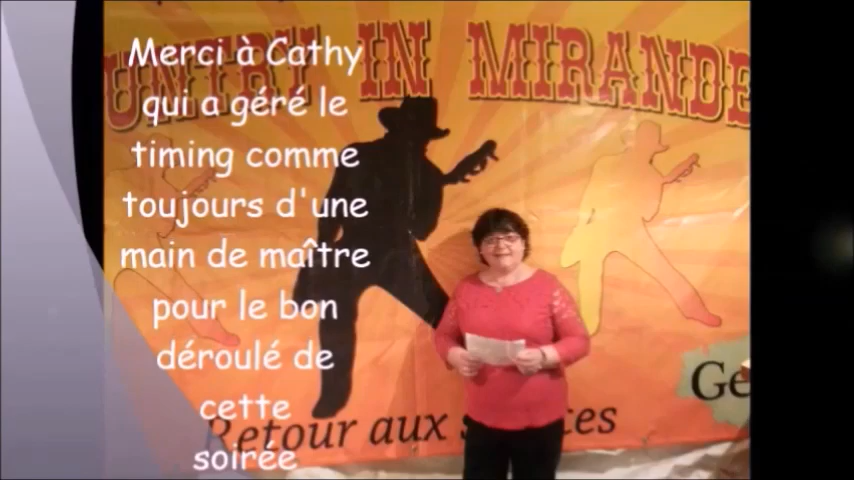 Merci à Cathy
qui a géré le
timing comme
toujours d'une
main de maître
pour le bon
déroulé de
cette
soirée
UNTRY IN MIRANDE
Retour aux
Ge